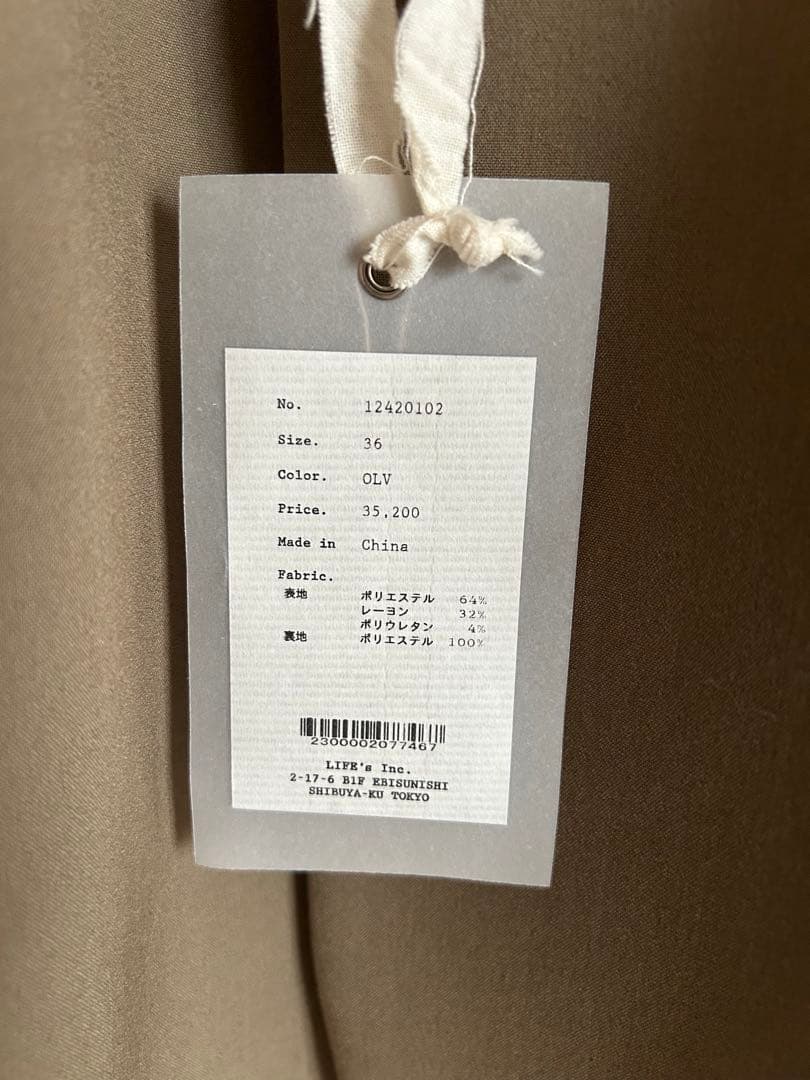 No. 12420102
Size. 36
Color. OLV
Price. 35,200
Made in China
Fabric.
表地 ポリエステル 64%
レーヨン 32%
ポリウレタン 4%
裏地 ポリエステル 100%
2300002077467
LIFE's Inc.
2-17-6 B1F EBISUNISHI
SHIBUYA-KU TOKYO